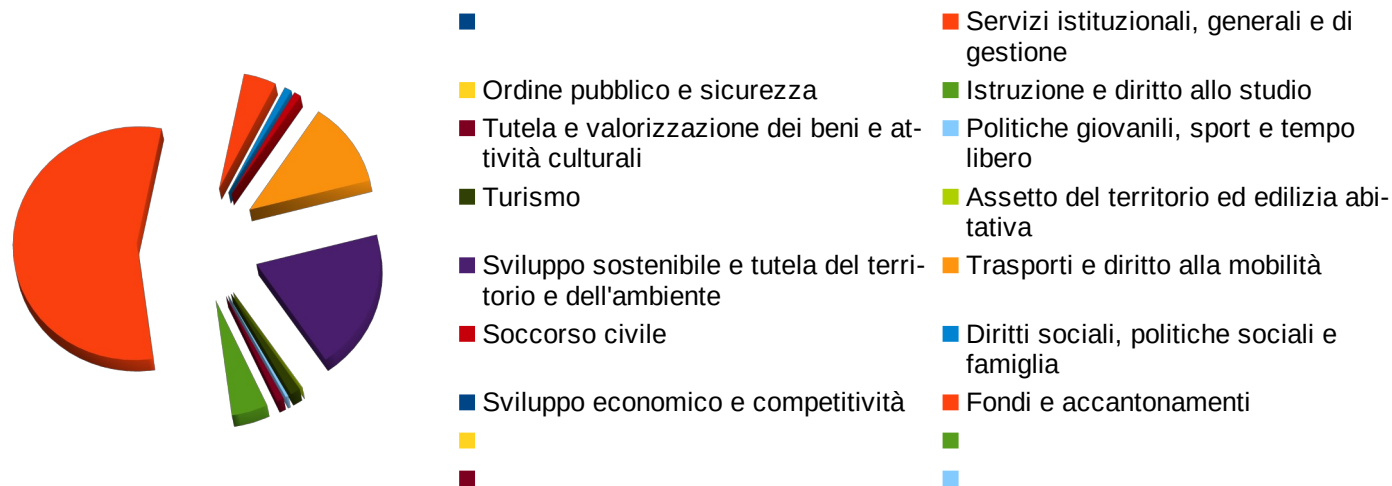 Servizi istituzionali, generali e di
gestione
Ordine pubblico e sicurezza
Istruzione e diritto allo studio
Tutela e valorizzazione dei beni e at-
tività culturali
Politiche giovanili, sport e tempo
libero
Turismo
Assetto del territorio ed edilizia abi-
tativa
Sviluppo sostenibile e tutela del terri-
torio e dell'ambiente
Trasporti e diritto alla mobilità
Soccorso civile
Diritti sociali, politiche sociali e
famiglia
Sviluppo economico e competitività
Fondi e accantonamenti